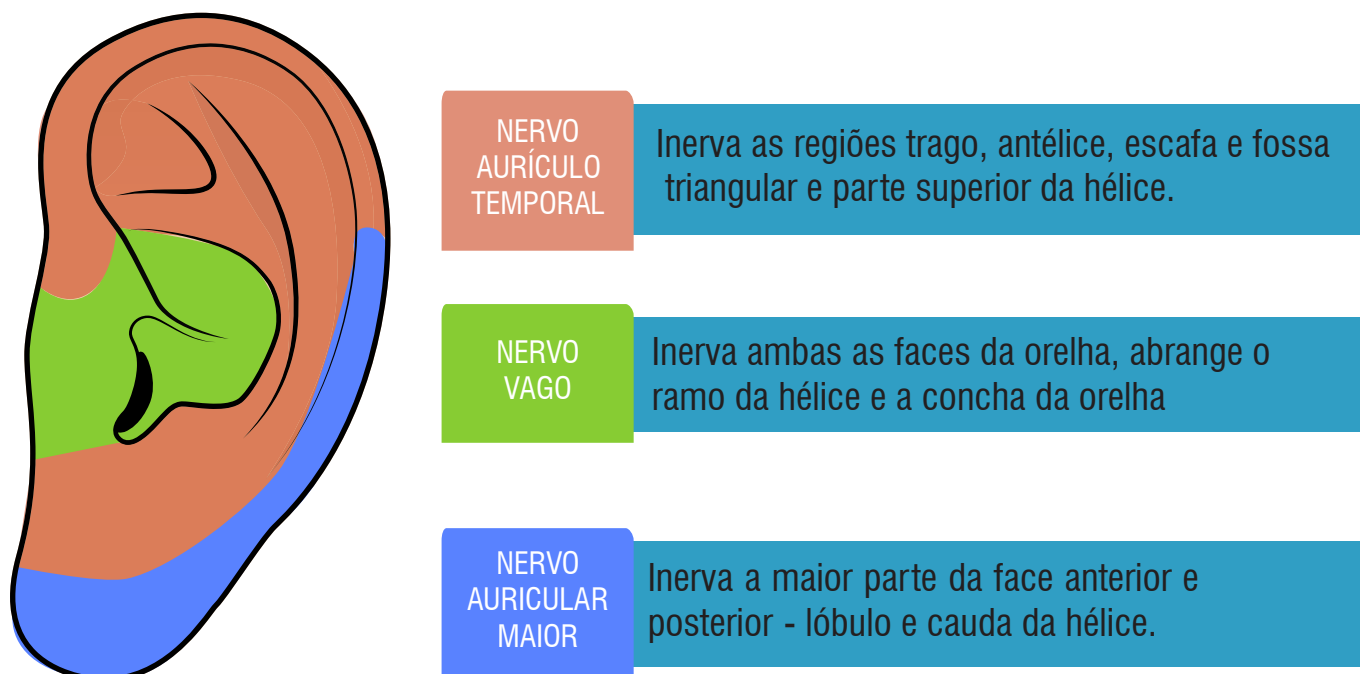 NERVO
AURÍCULO
TEMPORAL
Inerva as regiões trago, antélice, escafa e fossa
triangular e parte superior da hélice.
NERVO
VAGO
Inerva ambas as faces da orelha, abrange o
ramo da hélice e a concha da orelha
NERVO
AURICULAR
MAIOR
Inerva a maior parte da face anterior e
posterior - lóbulo e cauda da hélice.